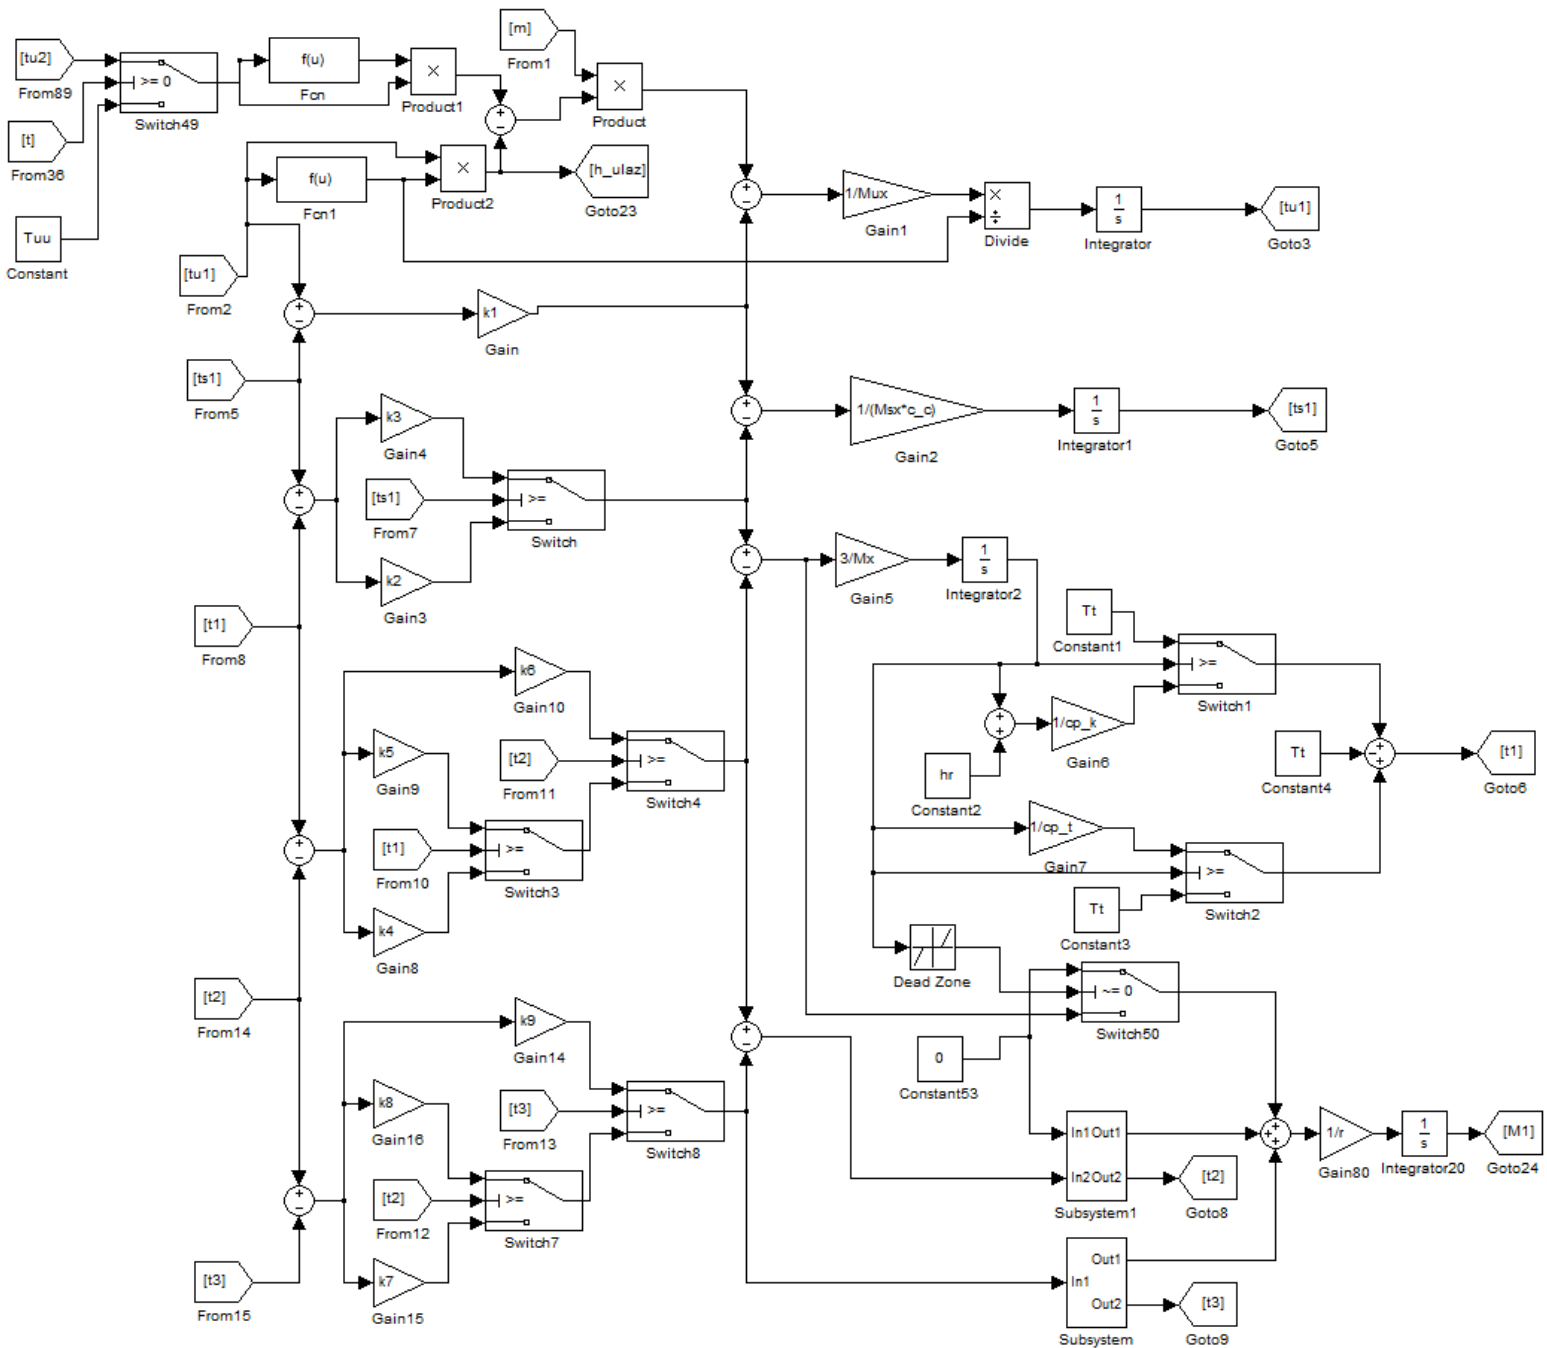 [m]
From1
[tu2]
From89
>= 0
Switch49
f(u)
Fcn
×
Product1
+
−
×
Product
[t]
From36
f(u)
Fcn1
×
Product2
[h_ulaz]
Goto23
Tuu
Constant
[tu1]
From2
+
−
1/Mux
Gain1
×
÷
Divide
1
s
Integrator
[tu1]
Goto3
+
−
k1
Gain
[ts1]
From5
k3
Gain4
+
−
1/(Msx*c_c)
Gain2
1
s
Integrator1
[ts1]
Goto5
+
−
[ts1]
From7
>=
Switch
k2
Gain3
+
−
3/Mx
Gain5
1
s
Integrator2
[t1]
From8
Tt
Constant1
>=
Switch1
k6
Gain10
+
+
1/cp_k
Gain6
k5
Gain9
[t2]
From11
>=
Switch4
hr
Constant2
Tt
Constant4
+
−
+
[t1]
Goto6
+
−
[t1]
From10
>=
Switch3
1/cp_t
Gain7
>=
Switch2
k4
Gain8
Tt
Constant3
Dead Zone
[t2]
From14
~= 0
Switch50
k9
Gain14
+
−
0
Constant53
k8
Gain16
[t3]
From13
>=
Switch8
In1 Out1
In2 Out2
Subsystem1
[t2]
Goto8
+
+
+
1/r
Gain80
1
s
Integrator20
[M1]
Goto24
+
−
[t2]
From12
>=
Switch7
[t3]
From15
k7
Gain15
Out1
In1
Out2
Subsystem
[t3]
Goto9